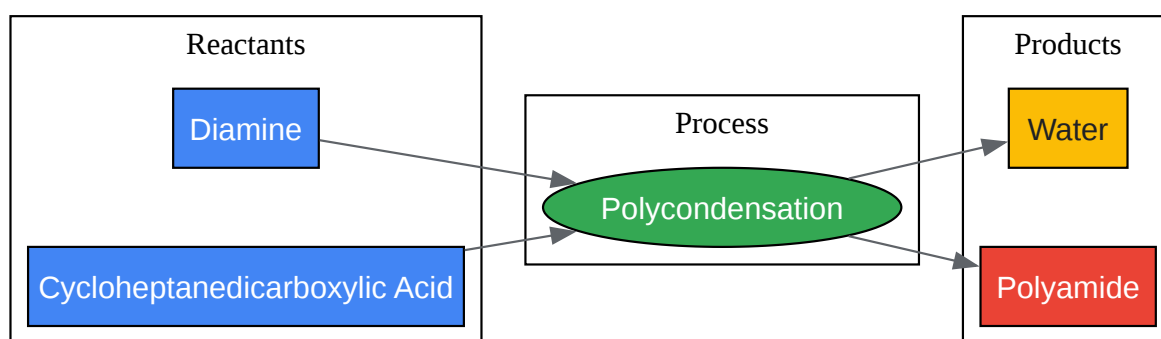 Reactants
Diamine
Cycloheptanedicarboxylic Acid
Process
Polycondensation
Products
Water
Polyamide